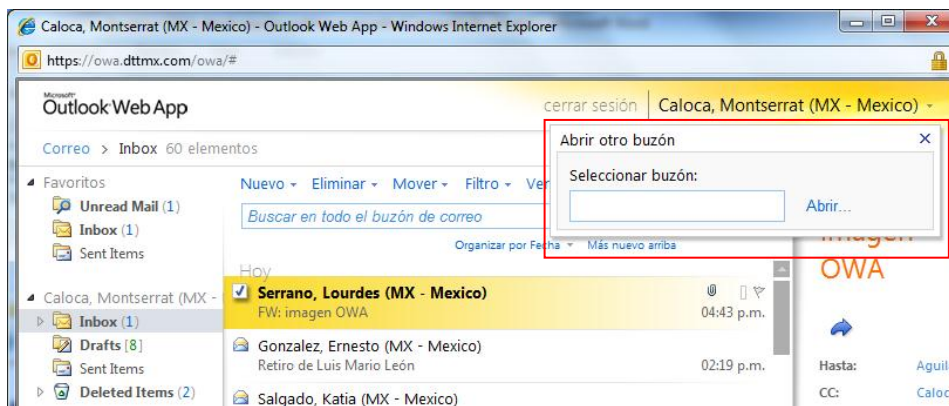 Caloca, Montserrat (MX - Mexico) - Outlook Web App - Windows Internet Explorer
https://owa.dttmx.com/owa/#
Microsoft®
Outlook Web App
cerrar sesión
Caloca, Montserrat (MX - Mexico)
Abrir otro buzón
Seleccionar buzón:
Abrir...
Correo > Inbox 60 elementos
Favoritos
Unread Mail (1)
Inbox (1)
Sent Items
Caloca, Montserrat (MX -
Inbox (1)
Drafts [8]
Sent Items
Deleted Items (2)
Nuevo Eliminar Mover Filtro
Buscar en todo el buzón de correo
Organizar por Fecha Más nuevo arriba
Hoy
Serrano, Lourdes (MX - Mexico)
FW: imagen OWA 04:43 p.m.
Gonzalez, Ernesto (MX - Mexico)
Retiro de Luis Mario León 02:19 p.m.
Salgado, Katia (MX - Mexico)
imagen
OWA
Hasta:
CC: